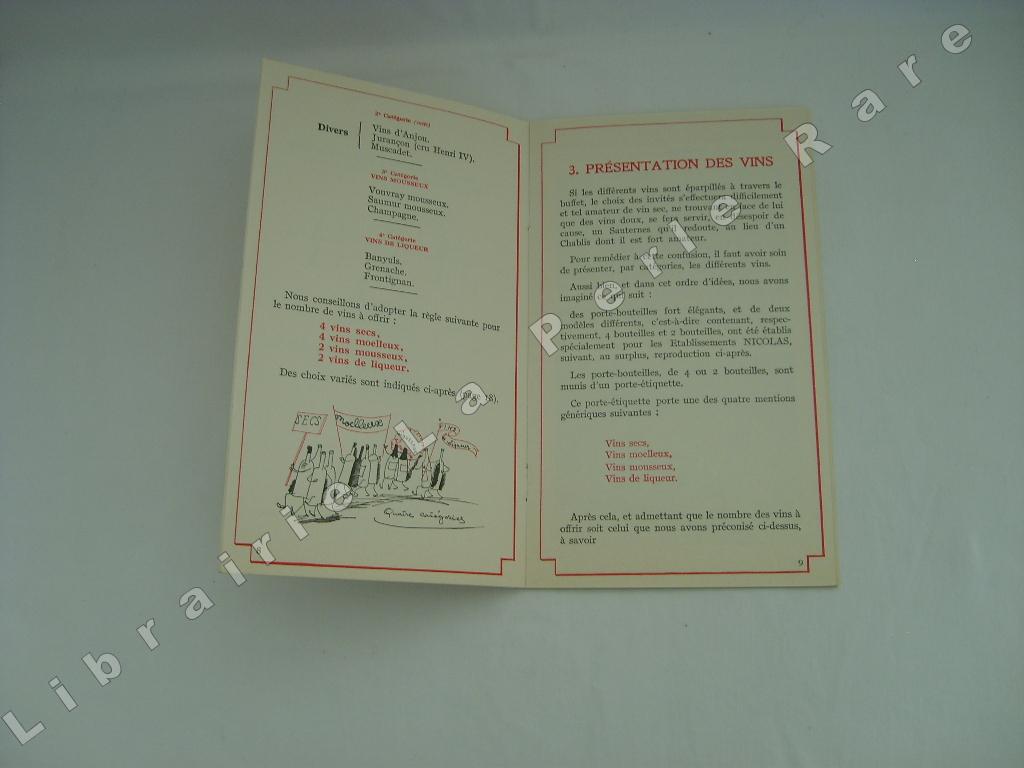 2e Catégorie (suite)
Divers
Vins d'Anjou.
Jurançon (cru Henri IV).
Muscadet.
3e Catégorie
VINS MOUSSEUX
Vouvray mousseux.
Saumur mousseux.
Champagne.
4e Catégorie
VINS DE LIQUEUR
Banyuls.
Grenache.
Frontignan.
Nous conseillons d'adopter la règle suivante pour
le nombre de vins à offrir :
4 vins secs,
4 vins moelleux,
2 vins mousseux,
2 vins de liqueur.
Des choix variés sont indiqués ci-après (page 18).
SECS
Moelleux
Liqueur
Quatre catégories
8
3. PRÉSENTATION DES VINS
Si les différents vins sont éparpillés à travers le
buffet, le choix des invités s'effectuera difficilement
et tel amateur de vin sec, ne trouvant en face de lui
que des vins doux, se fera servir, en désespoir de
cause, un Sauternes qu'il redoute, au lieu d'un
Chablis dont il est fort amateur.
Pour remédier à cette confusion, il faut avoir soin
de présenter, par catégories, les différents vins.
Aussi bien, et dans cet ordre d'idées, nous avons
imaginé ce qui suit :
des porte-bouteilles fort élégants, et de deux
modèles différents, c'est-à-dire contenant, respec-
tivement, 4 bouteilles et 2 bouteilles, ont été établis
spécialement pour les Etablissements NICOLAS,
suivant, au surplus, reproduction ci-après.
Les porte-bouteilles, de 4 ou 2 bouteilles, sont
munis d'un porte-étiquette.
Ce porte-étiquette porte une des quatre mentions
génériques suivantes :
Vins secs,
Vins moelleux,
Vins mousseux,
Vins de liqueur.
Après cela, et admettant que le nombre des vins à
offrir soit celui que nous avons préconisé ci-dessus,
à savoir
9
Librairie La Perle Rare